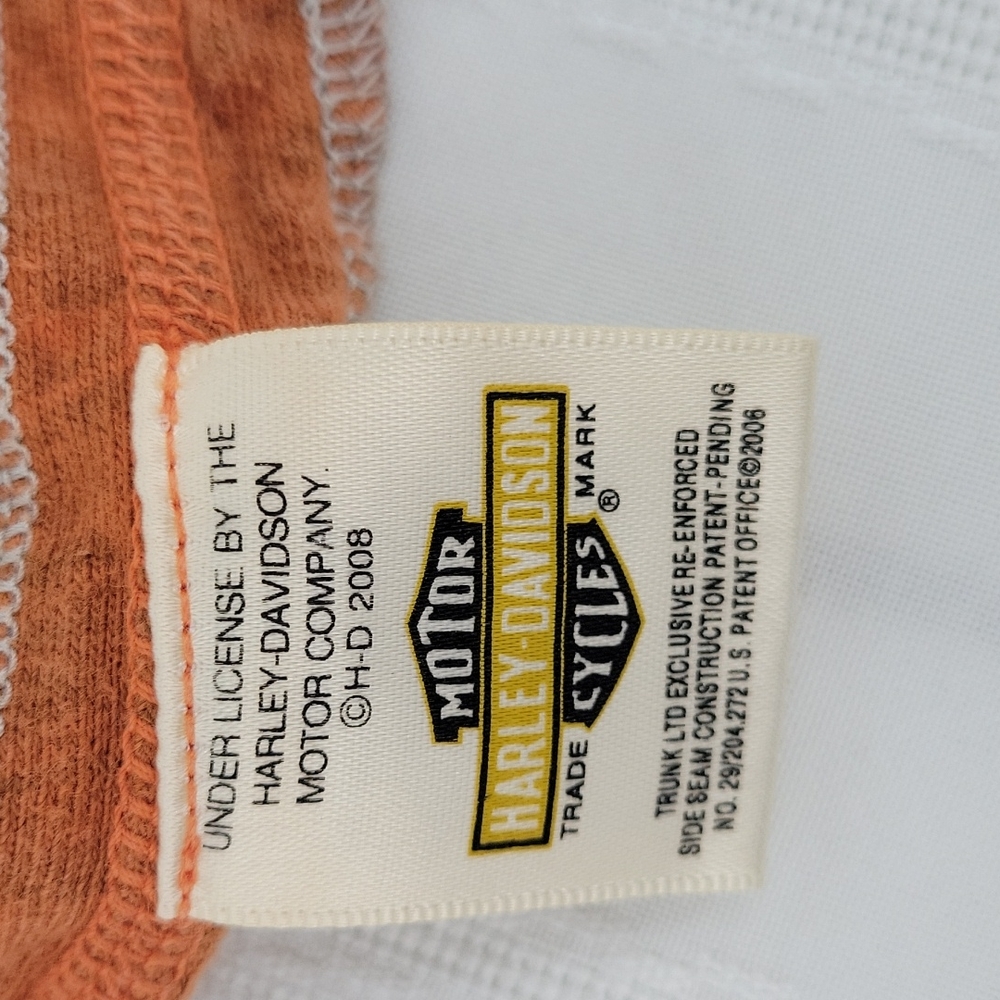 UNDER LICENSE BY THE
HARLEY-DAVIDSON
MOTOR COMPANY.
©H-D 2008
MOTOR
HARLEY-DAVIDSON
CYCLES
TRADE MARK ®
TRUNK LTD EXCLUSIVE RE-ENFORCED
SIDE SEAM CONSTRUCTION PATENT-PENDING
NO. 29/204.272 U.S. PATENT OFFICE©2006